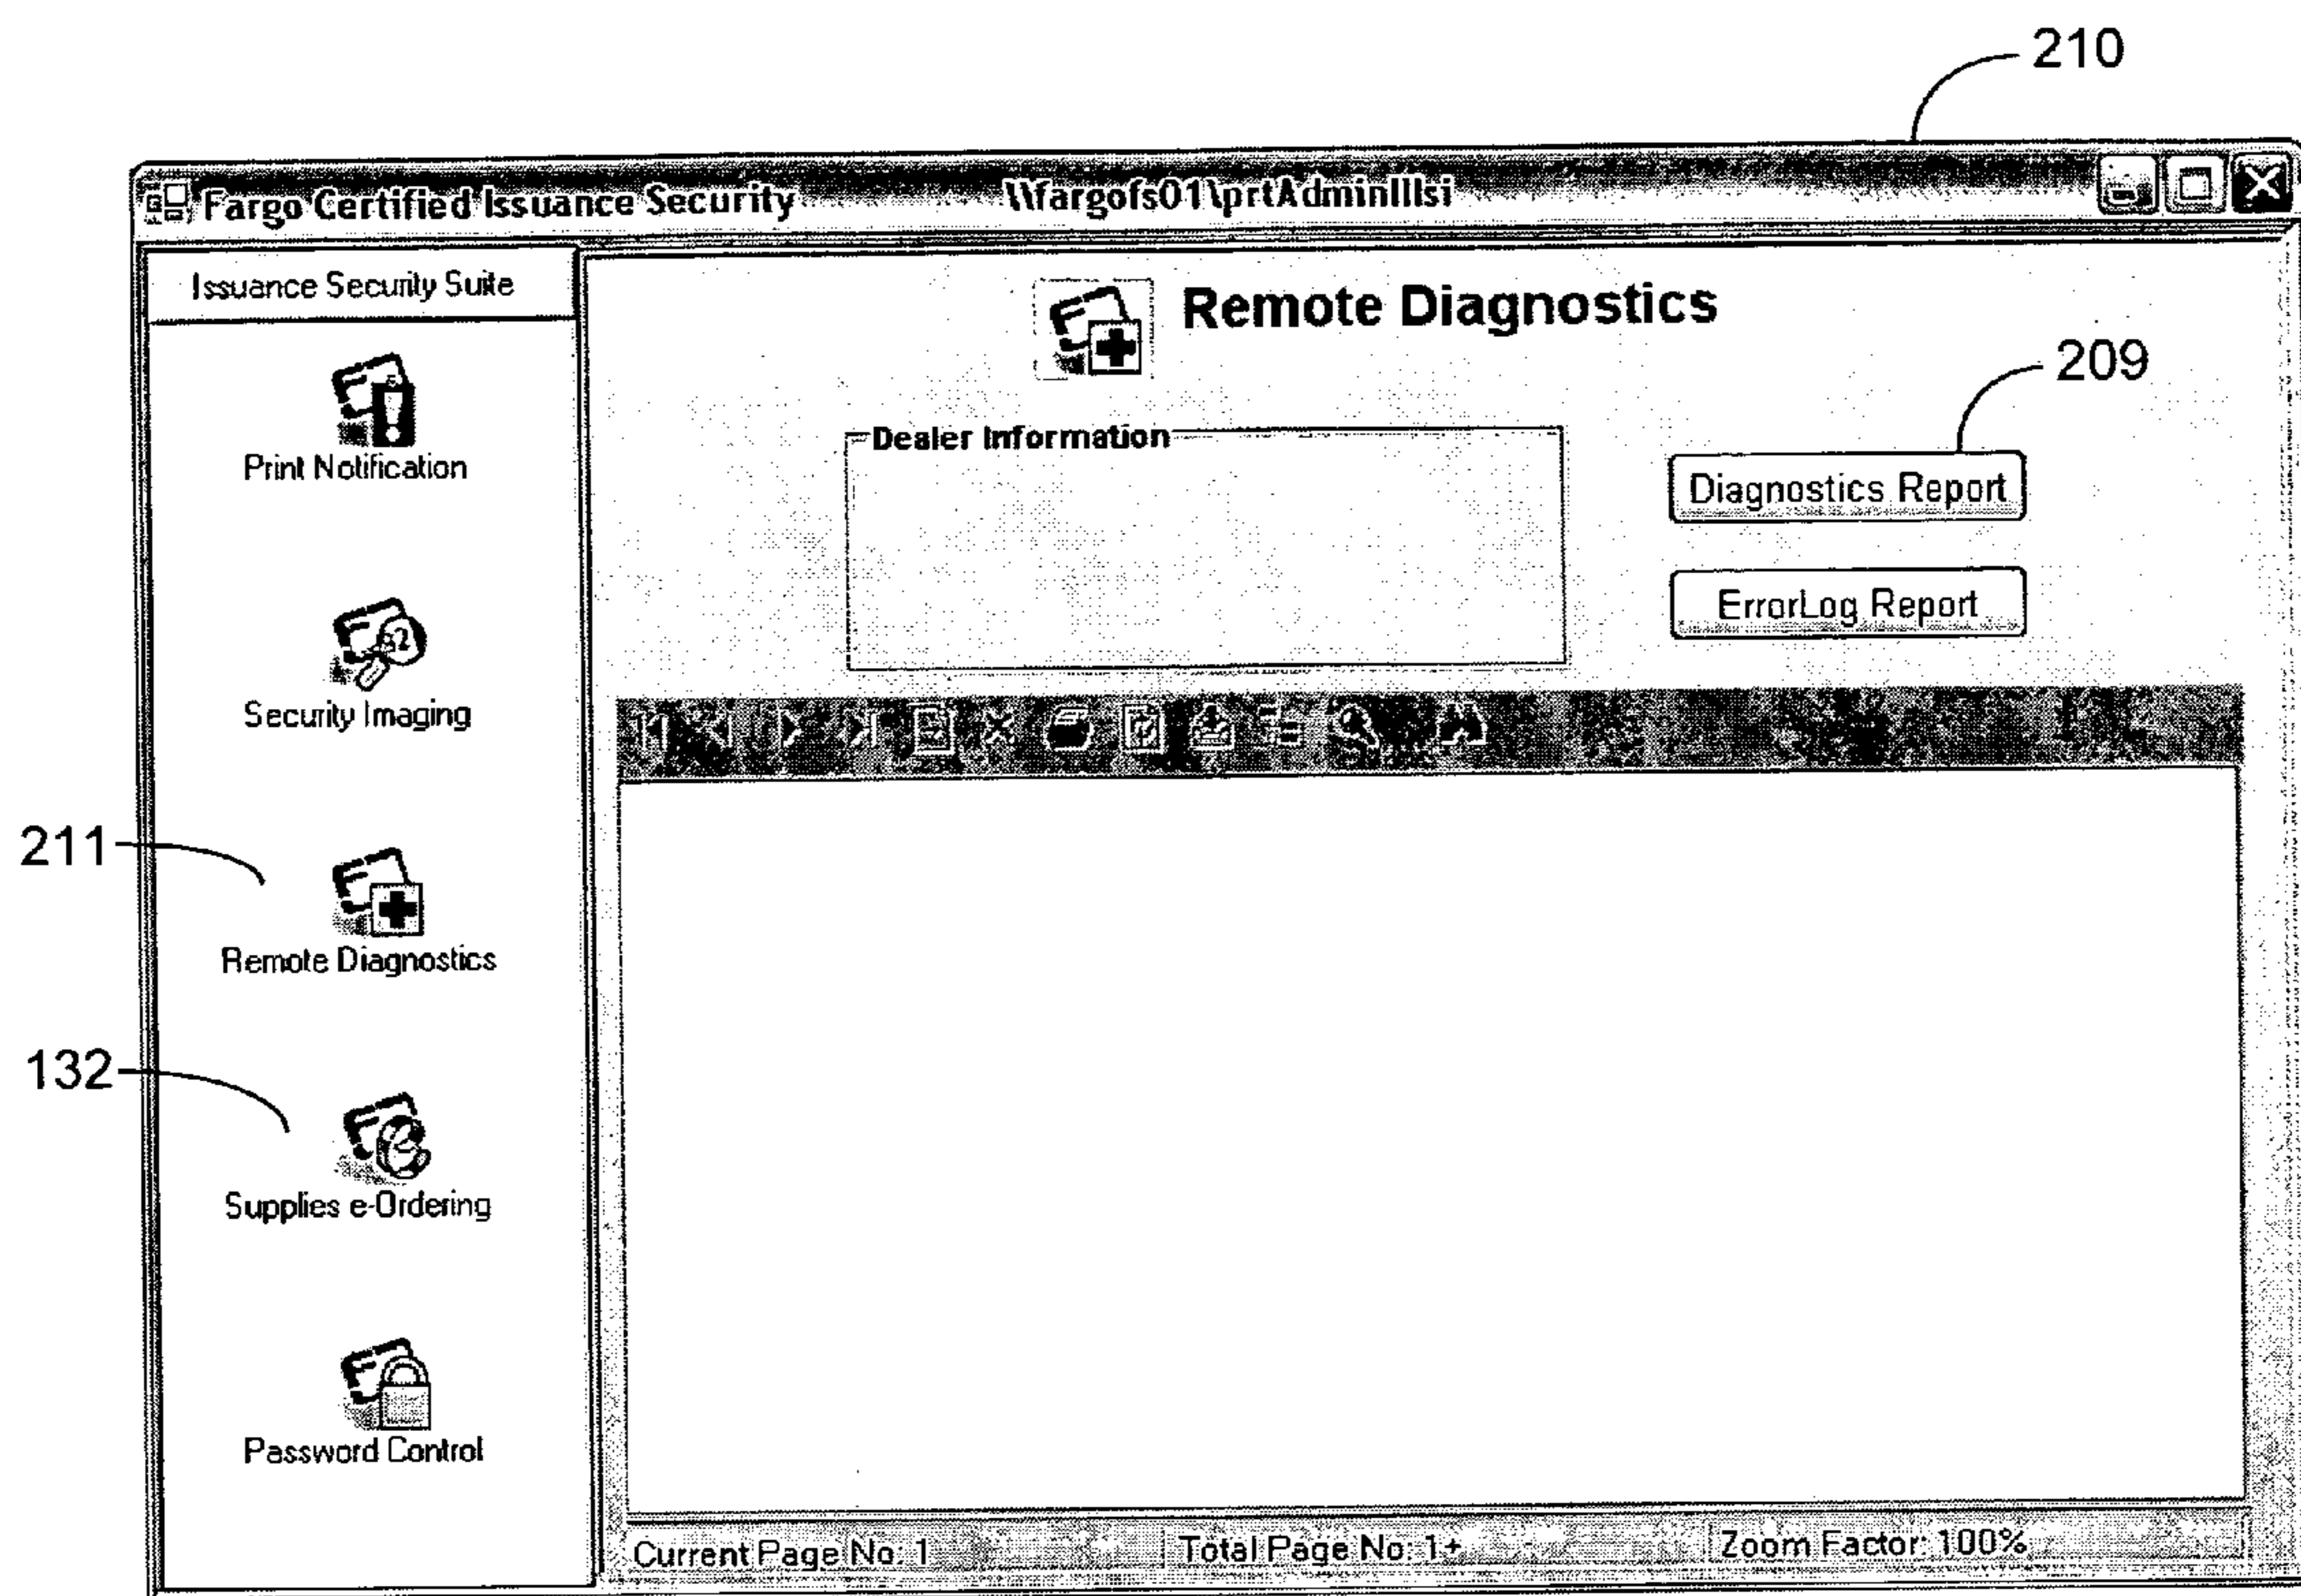 210
Fargo Certified Issuance Security \\fargofs01\prtAdminIllsi
Issuance Security Suite
Remote Diagnostics
209
Dealer Information
Diagnostics Report
Print Notification
ErrorLog Report
Security Imaging
211
Remote Diagnostics
132
Supplies e-Ordering
Password Control
Current Page No: 1 Total Page No: 1+ Zoom Factor: 100%